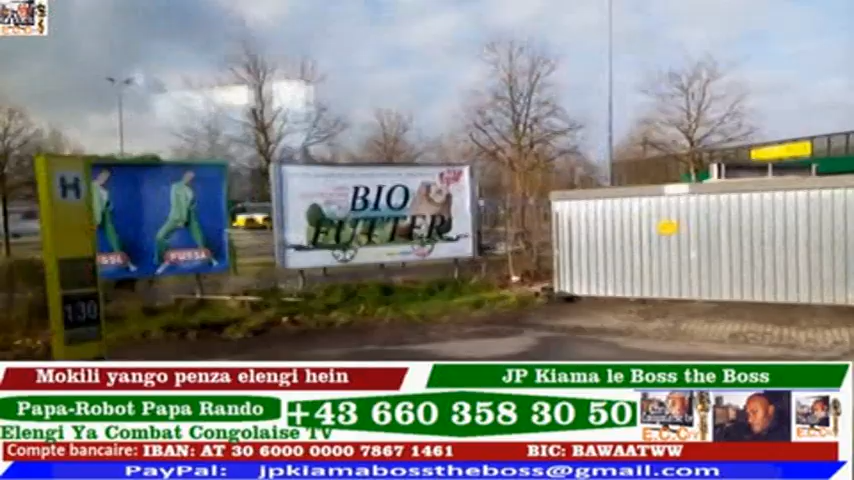 E.C.C
H
BIO
FUTTER
130
Mokili yango penza elengi hein
JP Kiama le Boss the Boss
Papa-Robot Papa Rando
+43 660 358 30 50
Elengi Ya Combat Congolaise TV
E.C.C
E.C.C
Compte bancaire: IBAN: AT 30 6000 0000 7867 1461
BIC: BAWAATWW
PayPal: jpkiamabosstheboss@gmail.com